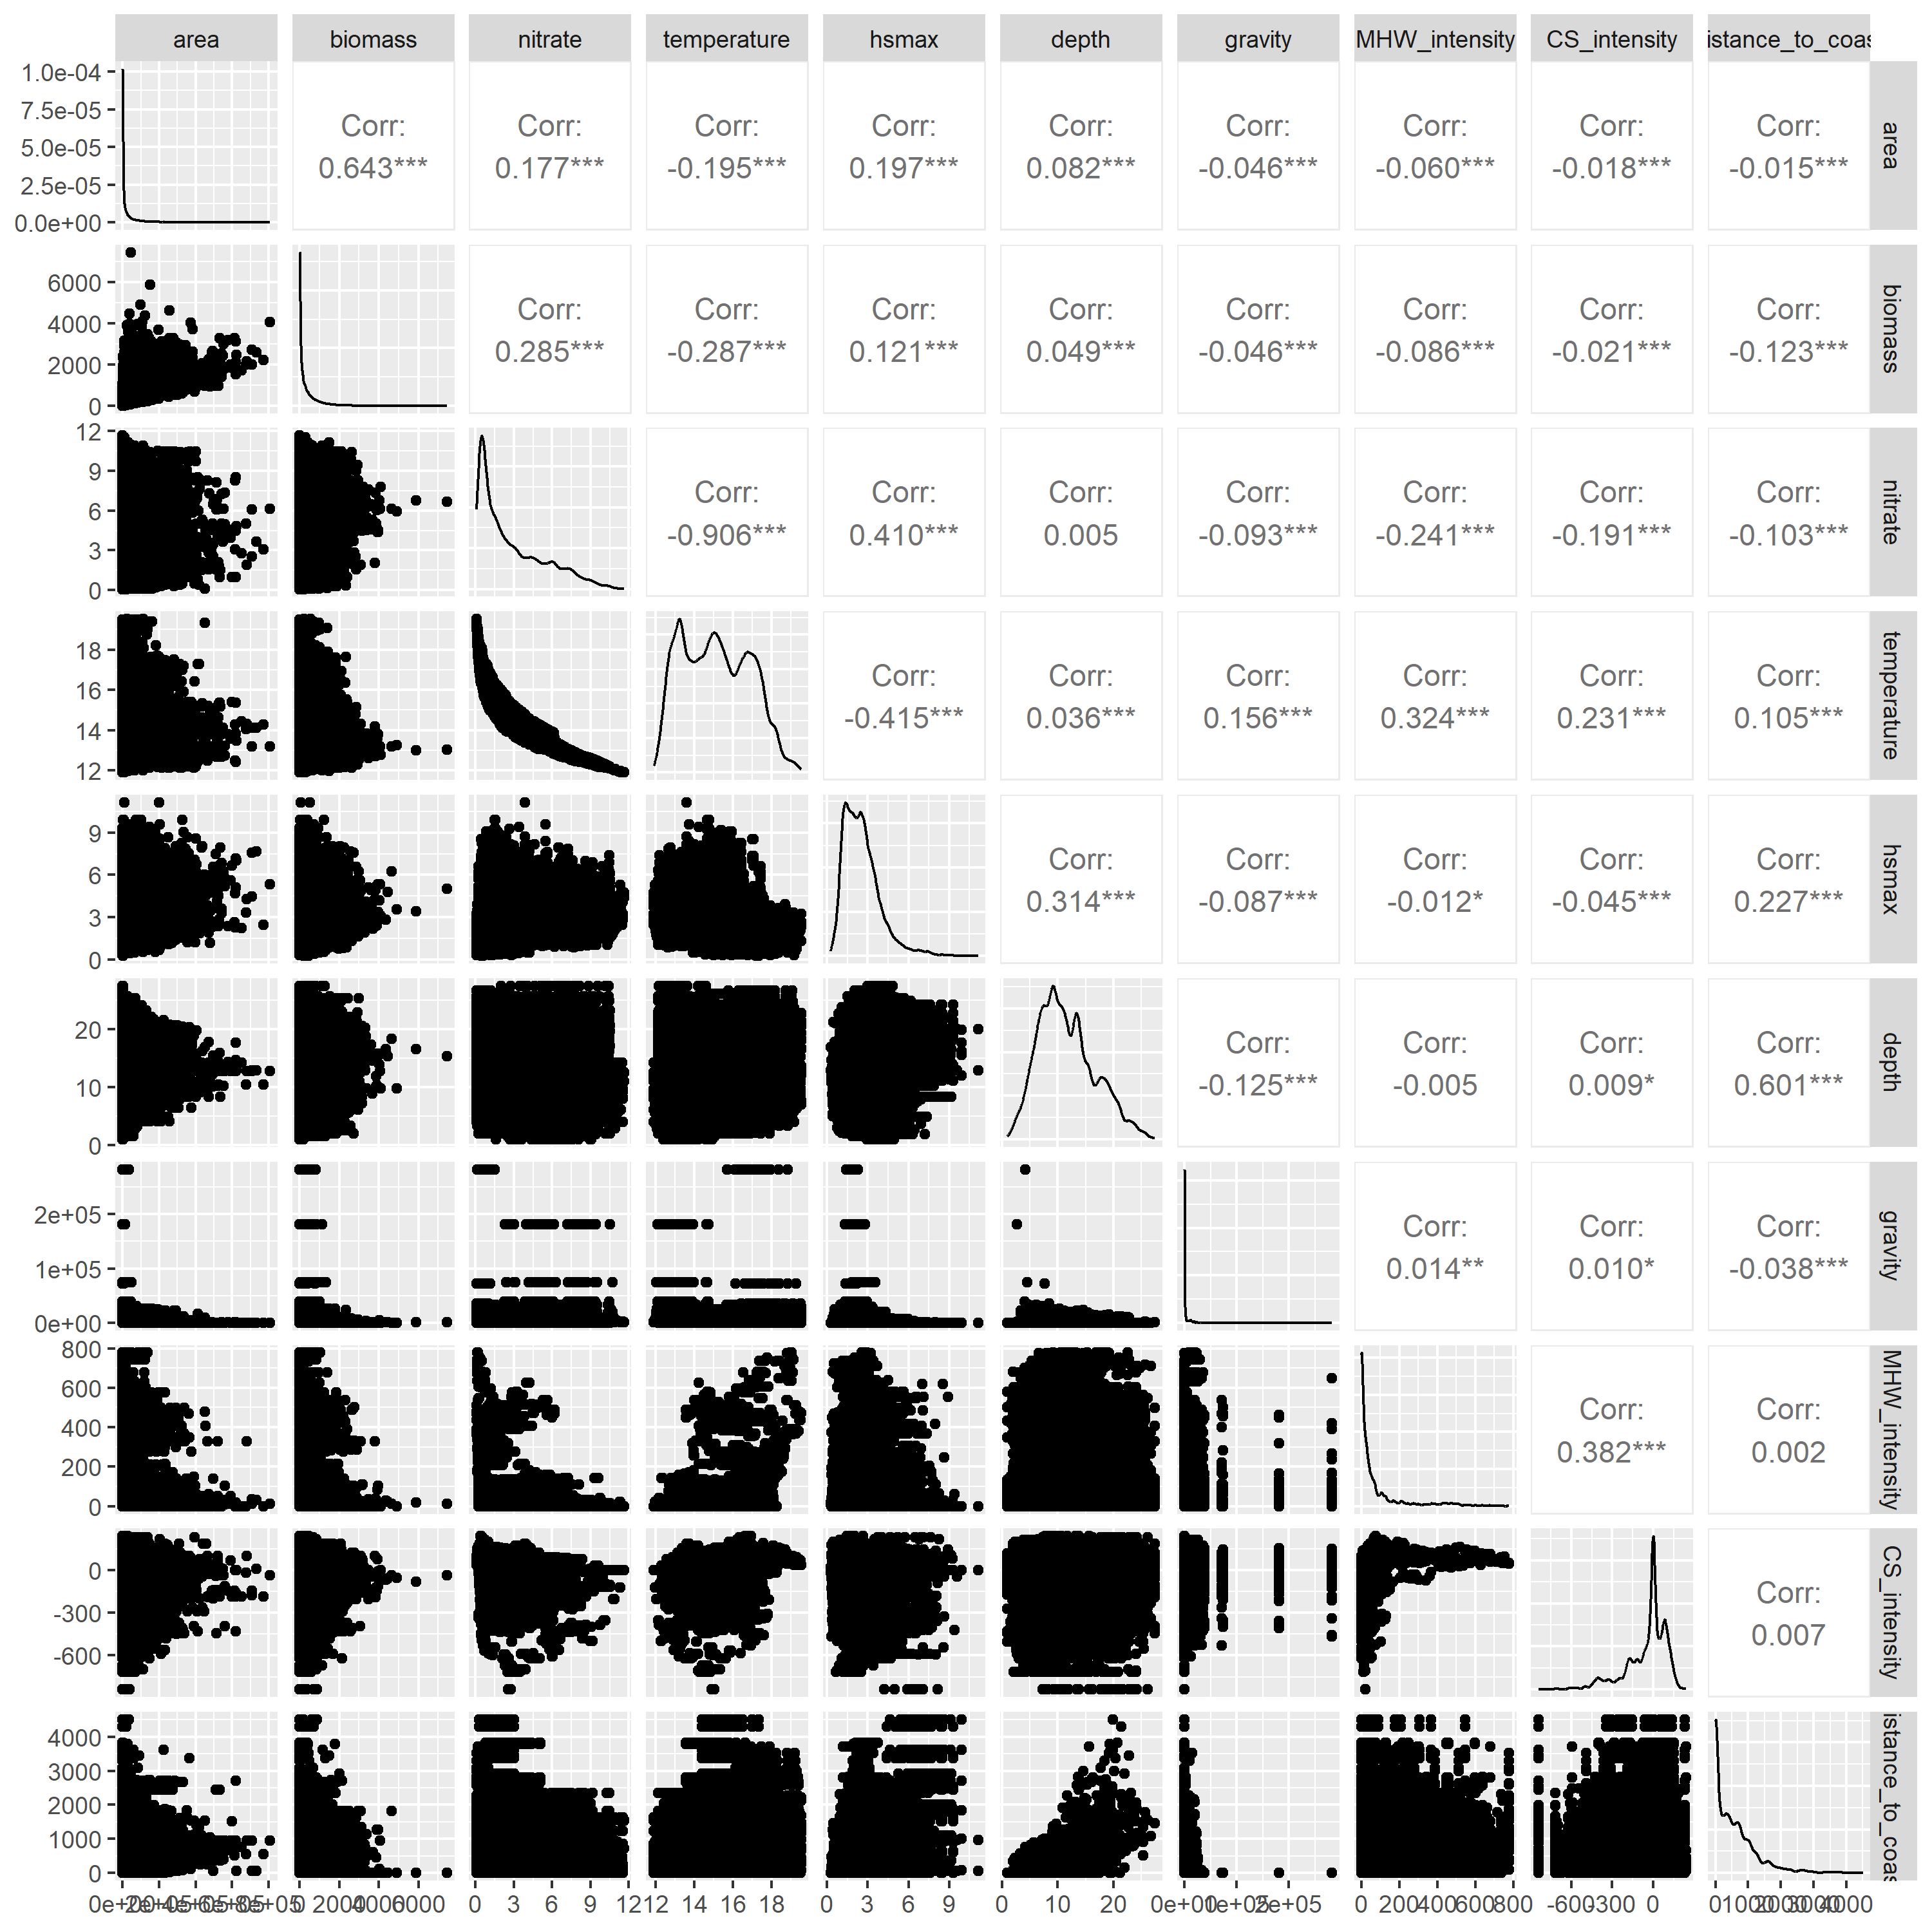 area biomass nitrate temperature hsmax depth gravity MHW_intensity CS_intensity istance_to_coas
1.0e-04
7.5e-05
5.0e-05
2.5e-05
0.0e+00
Corr: Corr: Corr: Corr: Corr: Corr: Corr: Corr: Corr:
0.643*** 0.177*** -0.195*** 0.197*** 0.082*** -0.046*** -0.060*** -0.018*** -0.015***
area
6000
4000
2000
0
Corr: Corr: Corr: Corr: Corr: Corr: Corr: Corr:
0.285*** -0.287*** 0.121*** 0.049*** -0.046*** -0.086*** -0.021*** -0.123***
biomass
12
9
6
3
0
Corr: Corr: Corr: Corr: Corr: Corr: Corr:
-0.906*** 0.410*** 0.005 -0.093*** -0.241*** -0.191*** -0.103***
nitrate
18
16
14
12
Corr: Corr: Corr: Corr: Corr: Corr:
-0.415*** 0.036*** 0.156*** 0.324*** 0.231*** 0.105***
temperature
9
6
3
0
Corr: Corr: Corr: Corr: Corr:
0.314*** -0.087*** -0.012* -0.045*** 0.227***
hsmax
20
10
0
Corr: Corr: Corr: Corr:
-0.125*** -0.005 0.009* 0.601***
depth
2e+05
1e+05
0e+00
Corr: Corr: Corr:
0.014** 0.010* -0.038***
gravity
800
600
400
200
0
Corr: Corr:
0.382*** 0.002
MHW_intensity
0
-300
-600
Corr:
0.007
CS_intensity
4000
3000
2000
1000
0
istance_to_coas
0 2000 4000 6000 0 3 6 9 12 12 14 16 18 0 3 6 9 0 10 20 0e+00 1e+05 2e+05 0 200 400 600 800 -600 -300 0 0 1000 2000 3000 4000